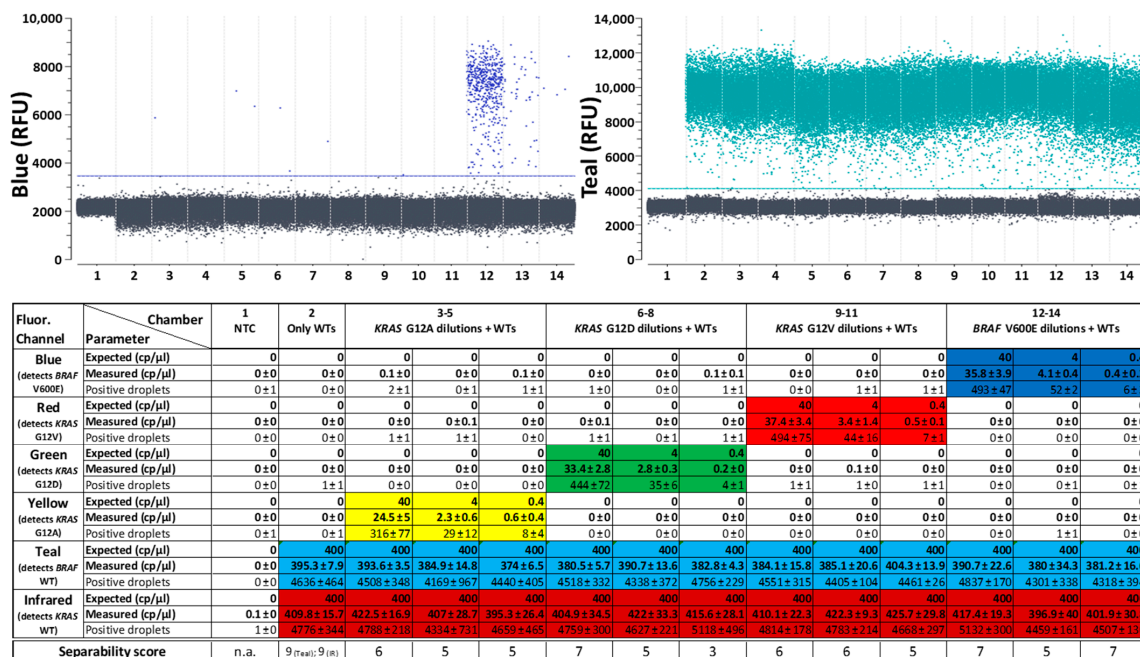 10,000
8000
6000
4000
2000
0
Blue (RFU)
1 2 3 4 5 6 7 8 9 10 11 12 13 14
14,000
12,000
10,000
8000
6000
4000
2000
0
Teal (RFU)
1 2 3 4 5 6 7 8 9 10 11 12 13 14
Fluor. Channel Chamber Parameter 1 NTC 2 Only WTs 3-5 KRAS G12A dilutions + WTs 6-8 KRAS G12D dilutions + WTs 9-11 KRAS G12V dilutions + WTs 12-14 BRAF V600E dilutions + WTs
Blue Expected (cp/µl) 0 0 0 0 0 0 0 0 0 0 0 40 4 0.
(detects BRAF Measured (cp/µl) 0±0 0±0 0.1±0 0±0 0.1±0 0±0 0±0 0.1±0.1 0±0 0±0 0±0 35.8±3.9 4.1±0.4 0.4±0.
V600E) Positive droplets 0±1 0±0 2±1 0±1 1±1 1±0 0±0 1±1 0±0 1±1 1±1 493±47 52±2 6±
Red Expected (cp/µl) 0 0 0 0 0 0 0 0 40 4 0.4 0 0 0
(detects KRAS Measured (cp/µl) 0±0 0±0 0±0 0±0.1 0±0 0±0.1 0±0 0±0 37.4±3.4 3.4±1.4 0.5±0.1 0±0 0±0 0±0
G12V) Positive droplets 0±0 0±0 1±1 1±1 0±0 1±1 0±1 1±1 494±75 44±16 7±1 0±0 0±0 0±0
Green Expected (cp/µl) 0 0 0 0 0 40 4 0.4 0 0 0 0 0 0
(detects KRAS Measured (cp/µl) 0±0 0±0 0±0 0±0 0±0 33.4±2.8 2.8±0.3 0.2±0 0±0 0.1±0 0±0 0±0 0±0 0±0
G12D) Positive droplets 0±0 1±1 0±0 0±0 0±0 444±72 35±6 4±1 1±1 1±0 1±1 0±0 0±1 0±
Yellow Expected (cp/µl) 0 0 40 4 0.4 0 0 0 0 0 0 0 0 0
(detects KRAS Measured (cp/µl) 0±0 0±0 24.5±5 2.3±0.6 0.6±0.4 0±0 0±0 0±0 0±0 0±0 0±0 0±0 0±0 0±0
G12A) Positive droplets 0±1 0±1 316±77 29±12 8±4 0±0 0±0 0±0 0±0 0±0 0±0 0±0 1±1 0±0
Teal Expected (cp/µl) 0 400 400 400 400 400 400 400 400 400 400 400 400 400
(detects BRAF Measured (cp/µl) 0±0 395.3±7.9 393.6±3.5 384.9±14.8 374±6.5 380.5±5.7 390.7±13.6 382.8±4.3 384.1±15.8 385.1±20.6 404.3±13.9 390.7±22.6 380±34.3 381.2±16.
WT) Positive droplets 0±0 4636±464 4508±348 4169±967 4440±405 4518±332 4338±372 4756±229 4551±315 4405±104 4461±26 4837±170 4301±338 4318±39
Infrared Expected (cp/µl) 0 400 400 400 400 400 400 400 400 400 400 400 400 400
(detects KRAS Measured (cp/µl) 0.1±0 409.8±15.7 422.5±16.9 407±28.7 395.3±26.4 404.9±34.5 422±33.3 415.6±28.1 410.1±22.3 422.3±9.3 425.7±29.8 417.4±19.3 396.9±40 401.9±30.
WT) Positive droplets 1±0 4776±344 4788±218 4334±731 4659±465 4759±300 4627±221 5118±496 4814±178 4783±214 4668±297 5132±300 4459±161 4507±13
Separability score n.a. 9 (Teal); 9 (IR) 6 5 5 7 5 3 6 6 5 7 5 7